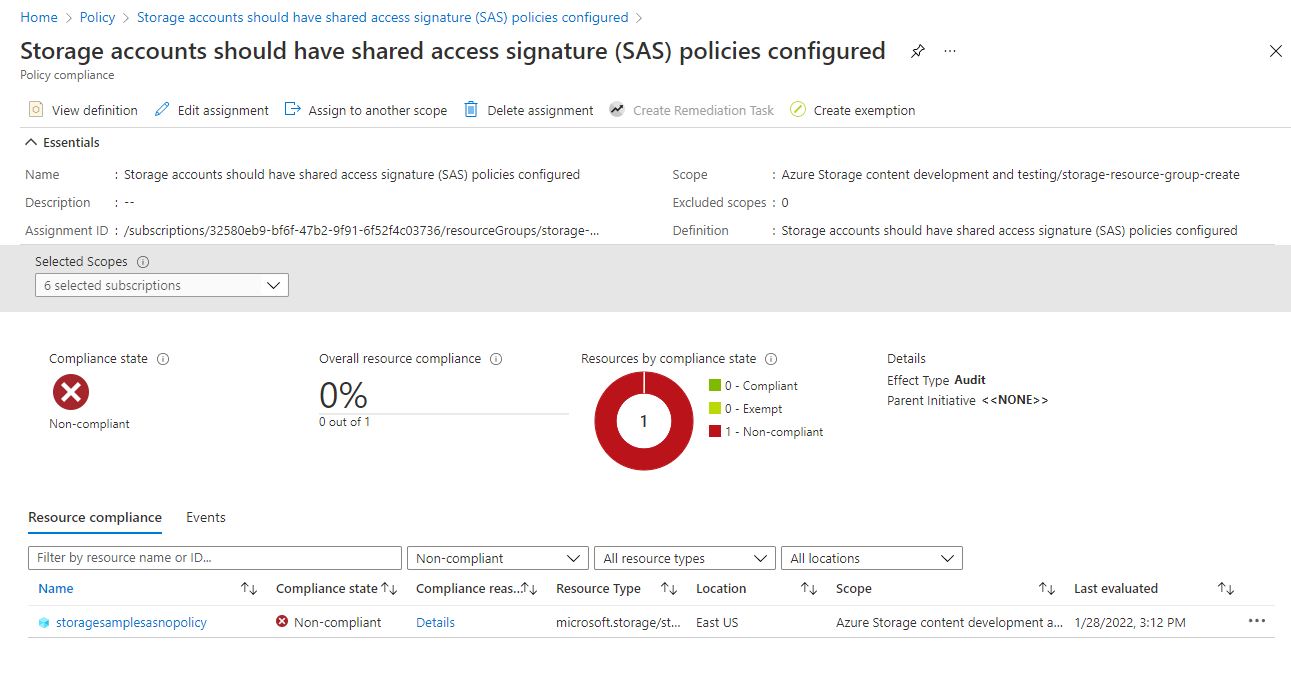 Home > Policy > Storage accounts should have shared access signature (SAS) policies configured >
Storage accounts should have shared access signature (SAS) policies configured ...
Policy compliance
View definition Edit assignment Assign to another scope Delete assignment Create Remediation Task Create exemption
Essentials
Name : Storage accounts should have shared access signature (SAS) policies configured Scope : Azure Storage content development and testing/storage-resource-group-create
Description : -- Excluded scopes : 0
Assignment ID : /subscriptions/32580eb9-bf6f-47b2-9f91-6f52f4c03736/resourceGroups/storage-... Definition : Storage accounts should have shared access signature (SAS) policies configured
Selected Scopes
6 selected subscriptions
Compliance state Overall resource compliance Resources by compliance state Details
Non-compliant
0%
0 out of 1
1
0 - Compliant
0 - Exempt
1 - Non-compliant
Effect Type Audit
Parent Initiative <<NONE>>
Resource compliance Events
Filter by resource name or ID... Non-compliant All resource types All locations
Name Compliance state Compliance reas... Resource Type Location Scope Last evaluated
storagesamplesasnopolicy Non-compliant Details microsoft.storage/st... East US Azure Storage content development a... 1/28/2022, 3:12 PM ...